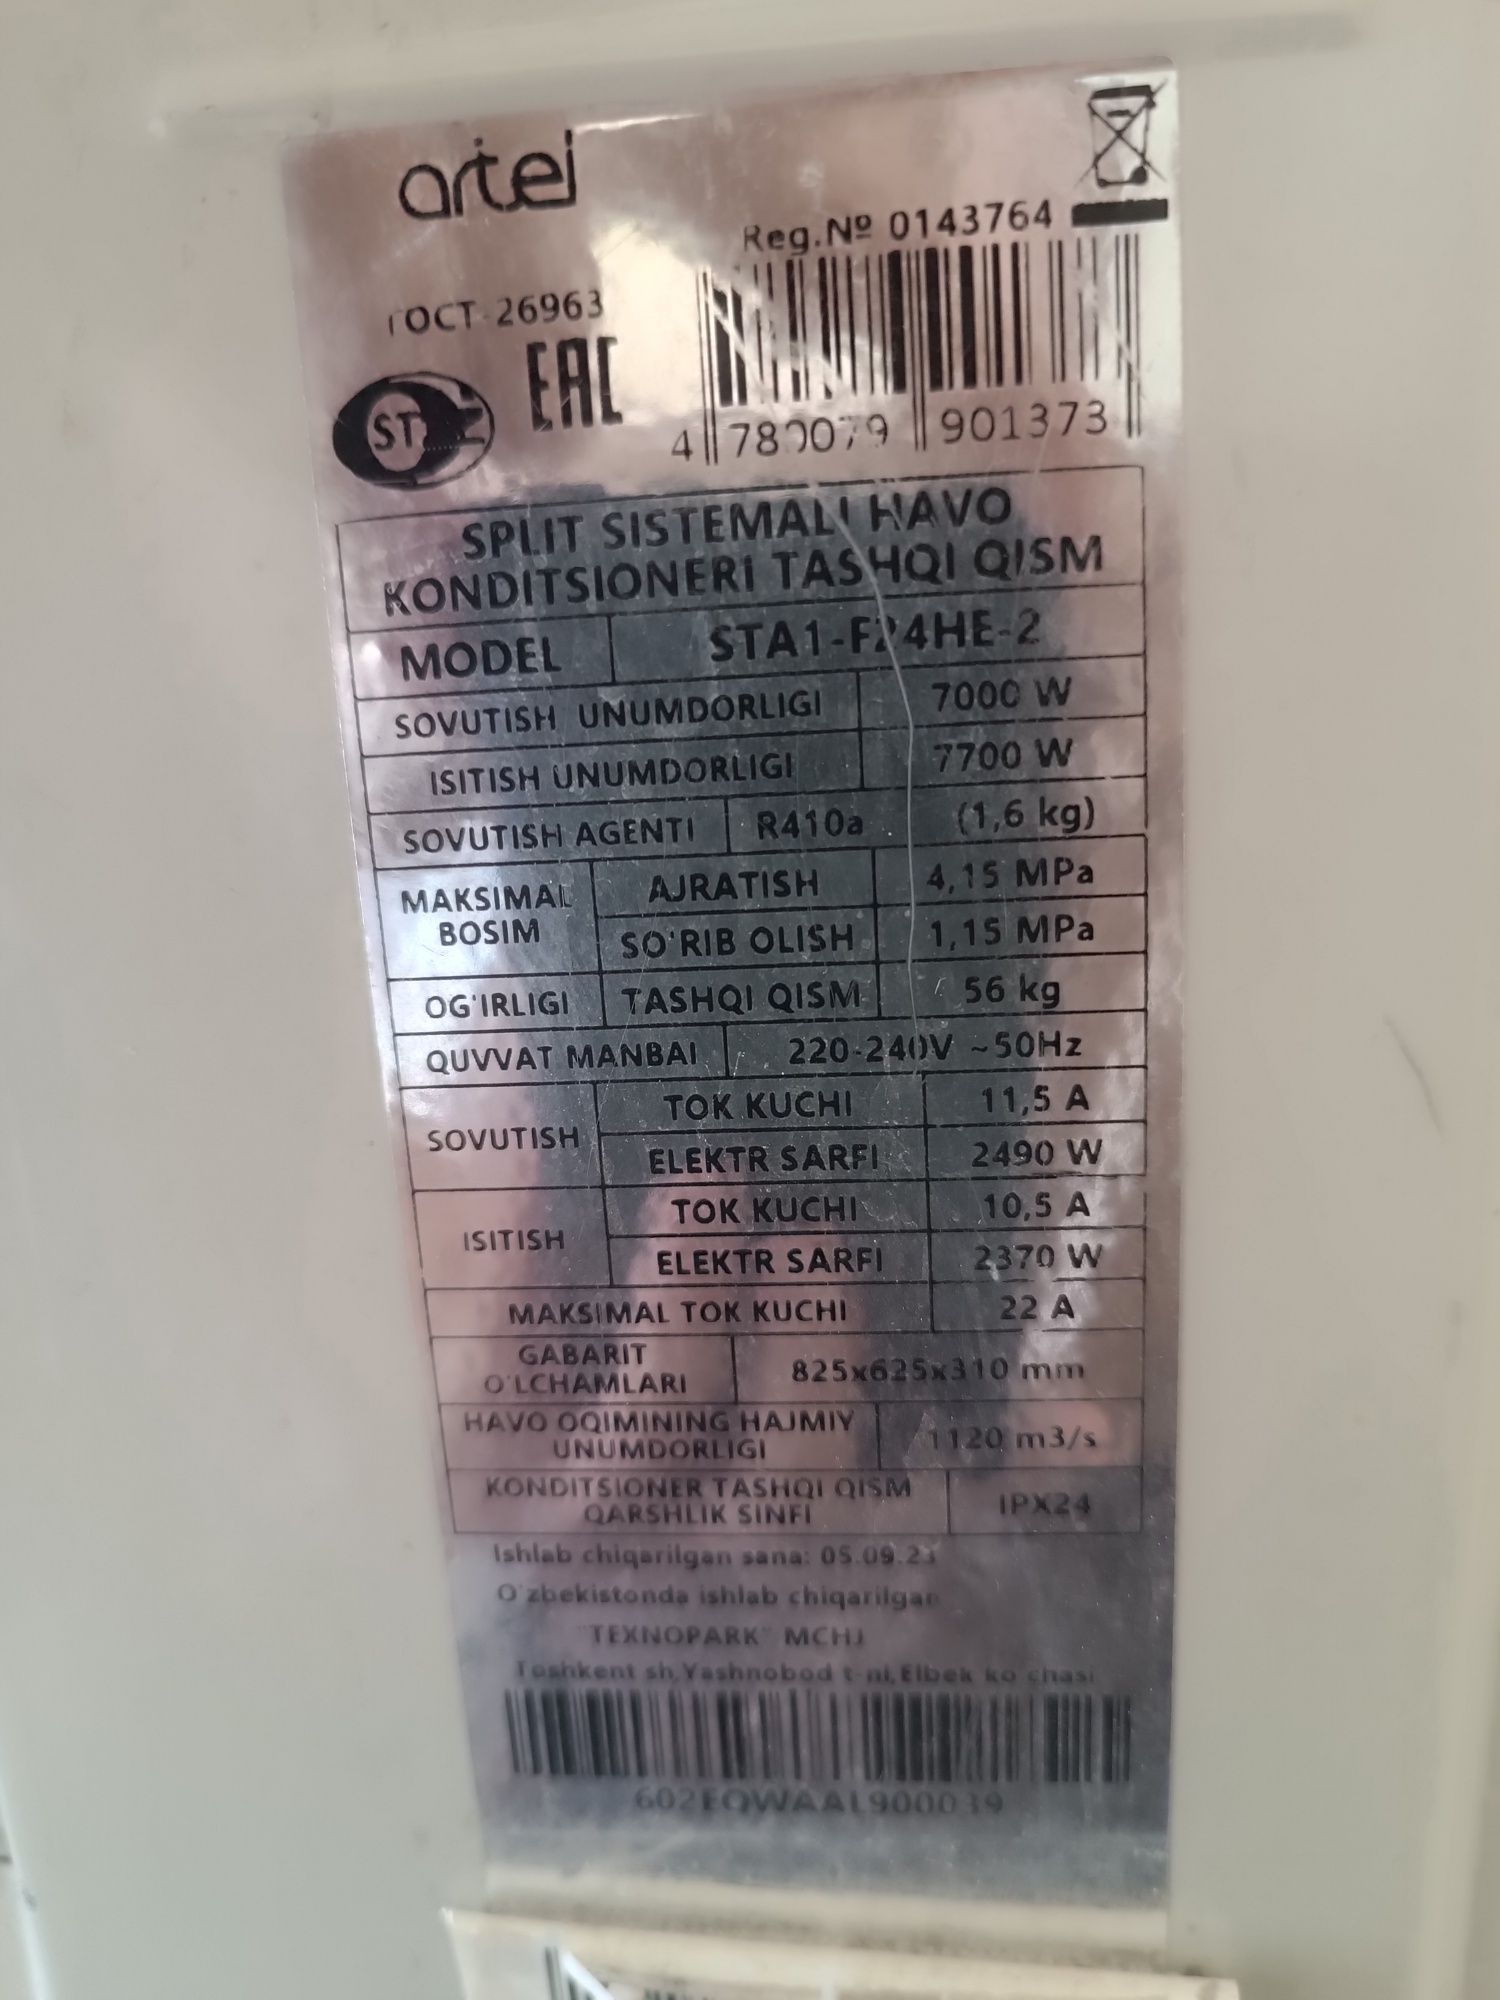 artel
Reg.Nº 0143764
ГОСТ 26963
EAC
ST
4 780079 901373
SPLIT SISTEMALI HAVO
KONDITSIONERI TASHQI QISM
MODEL STA1-F24HE-2
SOVUTISH UNUMDORLIGI 7000 W
ISITISH UNUMDORLIGI 7700 W
SOVUTISH AGENTI R410a (1,6 kg)
MAKSIMAL BOSIM AJRATISH 4,15 MPa
SO'RIB OLISH 1,15 MPa
OG'IRLIGI TASHQI QISM 56 kg
QUVVAT MANBAI 220-240V ~50Hz
SOVUTISH TOK KUCHI 11,5 A
ELEKTR SARFI 2490 W
ISITISH TOK KUCHI 10,5 A
ELEKTR SARFI 2370 W
MAKSIMAL TOK KUCHI 22 A
GABARIT
O'LCHAMLARI 825x625x310 mm
HAVO OQIMINING HAJMIY
UNUMDORLIGI 1120 m3/s
KONDITSIONER TASHQI QISM
QARSHLIK SINFI IPX24
Ishlab chiqarilgan sana: 05.09.23
O'zbekistonda ishlab chiqarilgan
"TEXNOPARK" MCHJ
Toshkent sh,Yashnobod t-ni,Elbek ko'chasi